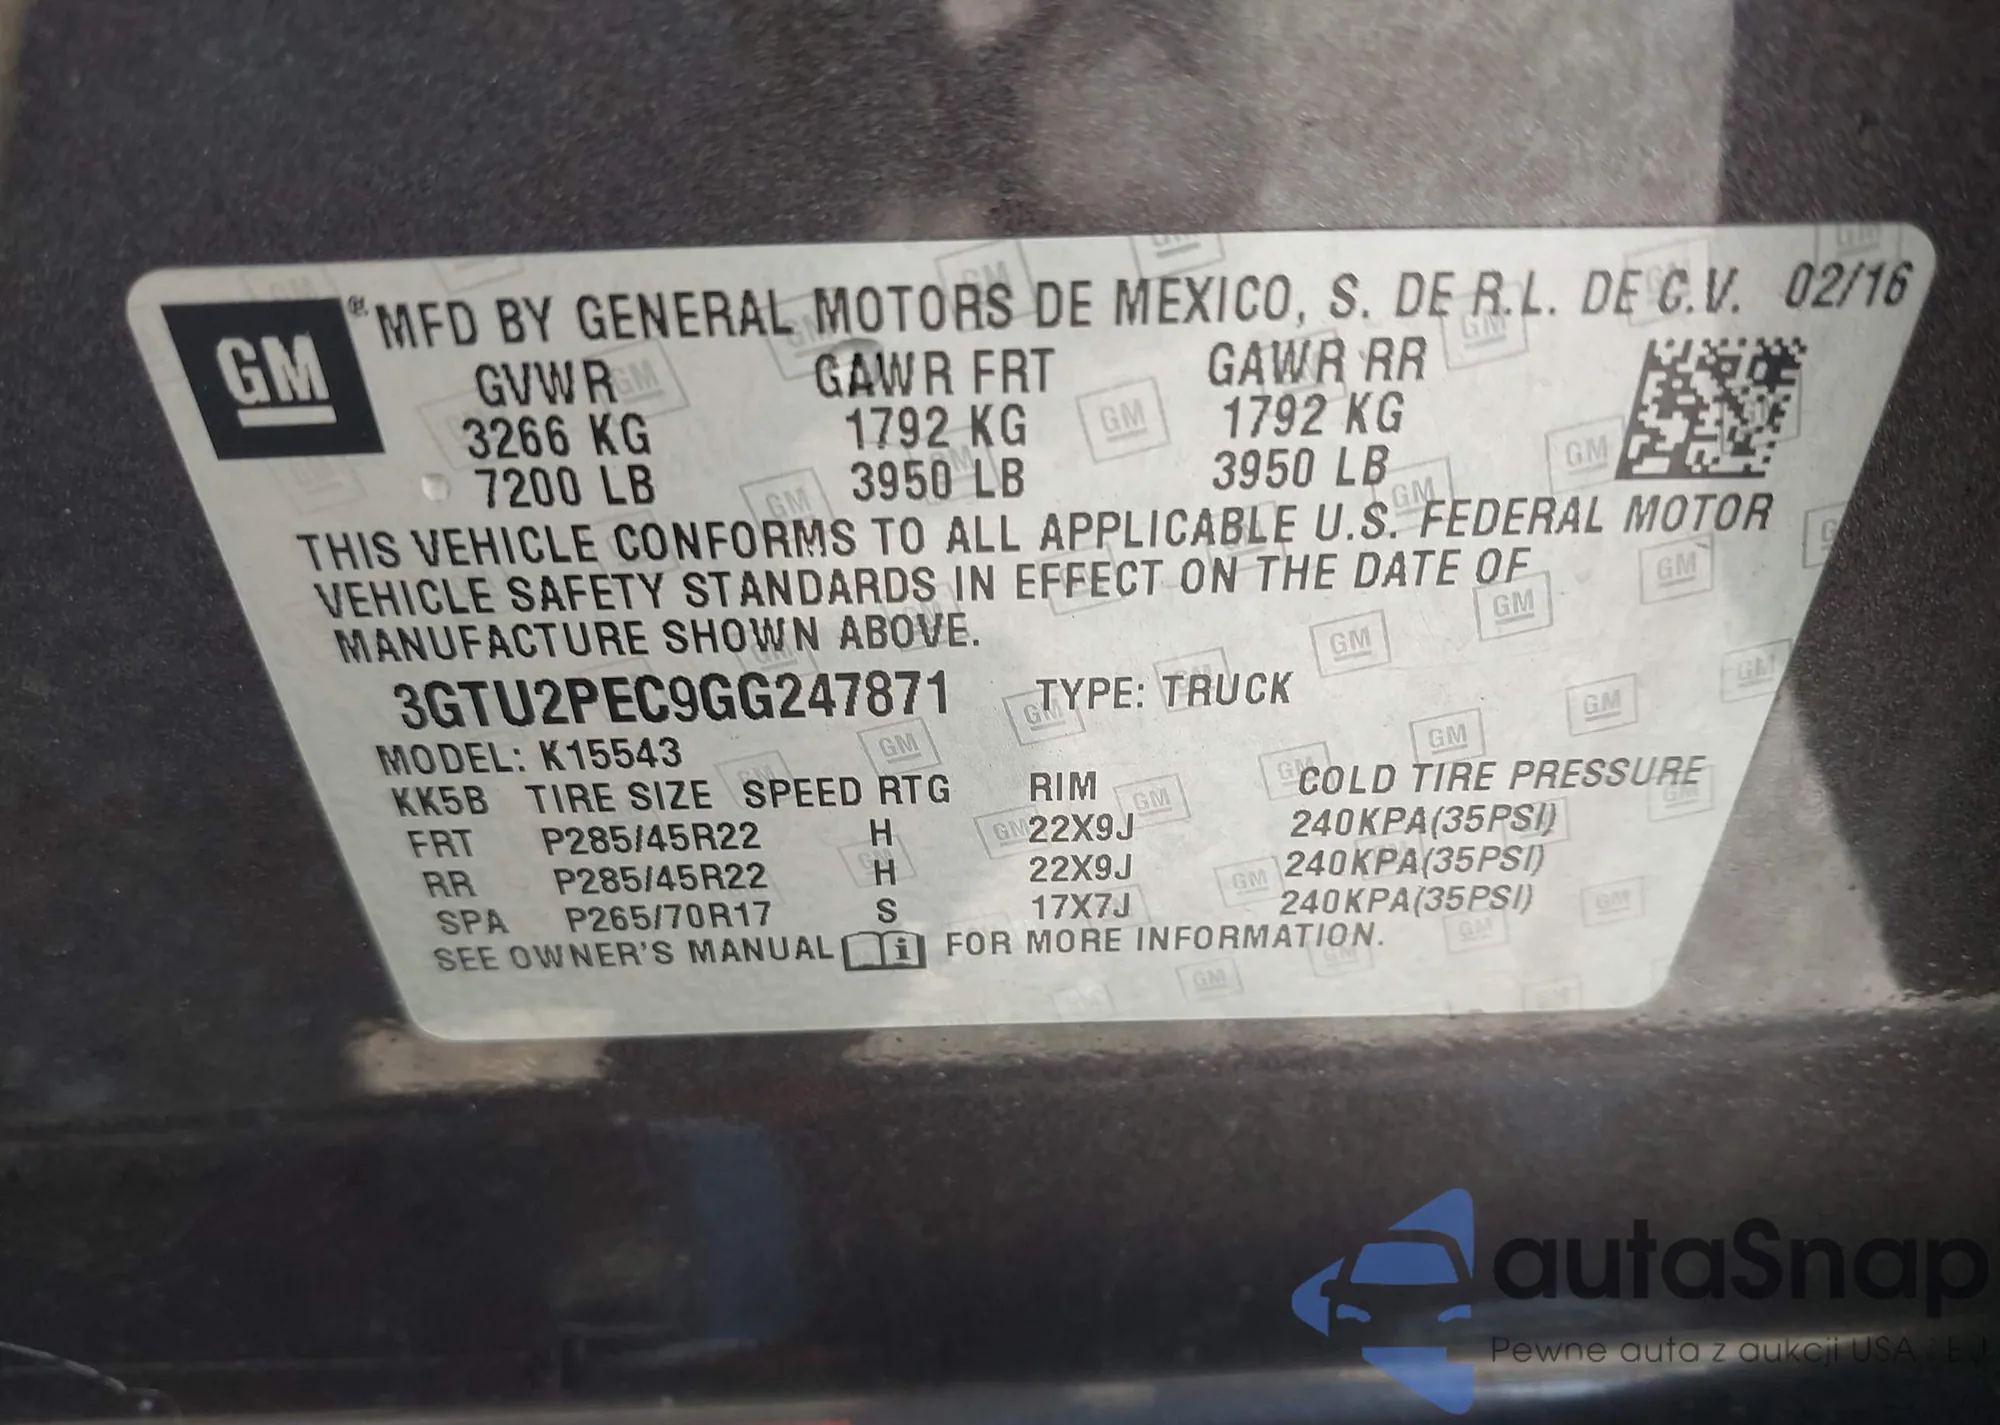 GM
® MFD BY GENERAL MOTORS DE MEXICO, S. DE R.L. DE C.V. 02/16
GVWR GAWR FRT GAWR RR
3266 KG 1792 KG 1792 KG
7200 LB 3950 LB 3950 LB
THIS VEHICLE CONFORMS TO ALL APPLICABLE U.S. FEDERAL MOTOR
VEHICLE SAFETY STANDARDS IN EFFECT ON THE DATE OF
MANUFACTURE SHOWN ABOVE.
3GTU2PEC9GG247871 TYPE: TRUCK
MODEL: K15543
KK5B TIRE SIZE SPEED RTG RIM COLD TIRE PRESSURE
FRT P285/45R22 H 22X9J 240KPA(35PSI)
RR P285/45R22 H 22X9J 240KPA(35PSI)
SPA P265/70R17 S 17X7J 240KPA(35PSI)
SEE OWNER'S MANUAL i FOR MORE INFORMATION.
autaSnap
Pewne auta z aukcji USA i